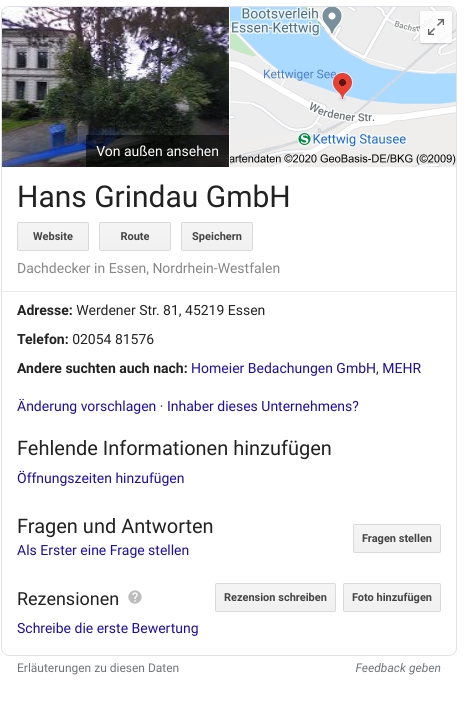 Bootsverleih
Essen-Kettwig
Bachst
Kettwiger See
Werdener Str.
S Kettwig Stausee
Von außen ansehen
artendaten ©2020 GeoBasis-DE/BKG (©2009)
Hans Grindau GmbH
Website Route Speichern
Dachdecker in Essen, Nordrhein-Westfalen
Adresse: Werdener Str. 81, 45219 Essen
Telefon: 02054 81576
Andere suchten auch nach: Homeier Bedachungen GmbH, MEHR
Änderung vorschlagen · Inhaber dieses Unternehmens?
Fehlende Informationen hinzufügen
Öffnungszeiten hinzufügen
Fragen und Antworten
Fragen stellen
Als Erster eine Frage stellen
Rezensionen ? Rezension schreiben Foto hinzufügen
Schreibe die erste Bewertung
Erläuterungen zu diesen Daten Feedback geben